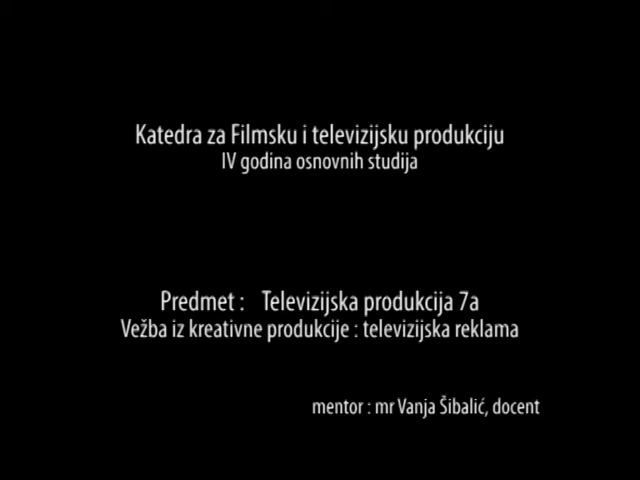 Katedra za Filmsku i televizijsku produkciju
IV godina osnovnih studija
Predmet : Televizijska produkcija 7a
Vežba iz kreativne produkcije : televizijska reklama
mentor : mr Vanja Šibalić, docent